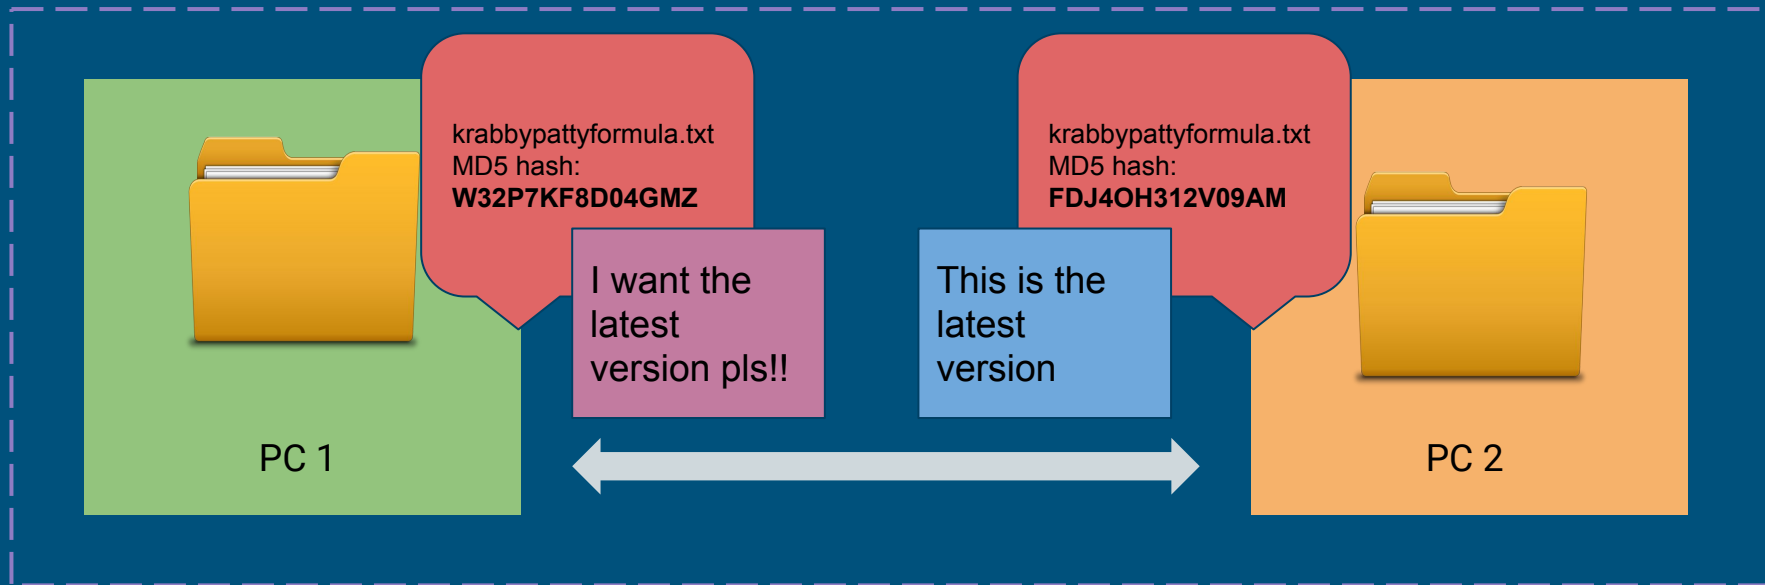 krabbypattyformula.txt
MD5 hash:
W32P7KF8D04GMZ
I want the
latest
version pls!!
PC 1
krabbypattyformula.txt
MD5 hash:
FDJ4OH312V09AM
This is the
latest
version
PC 2